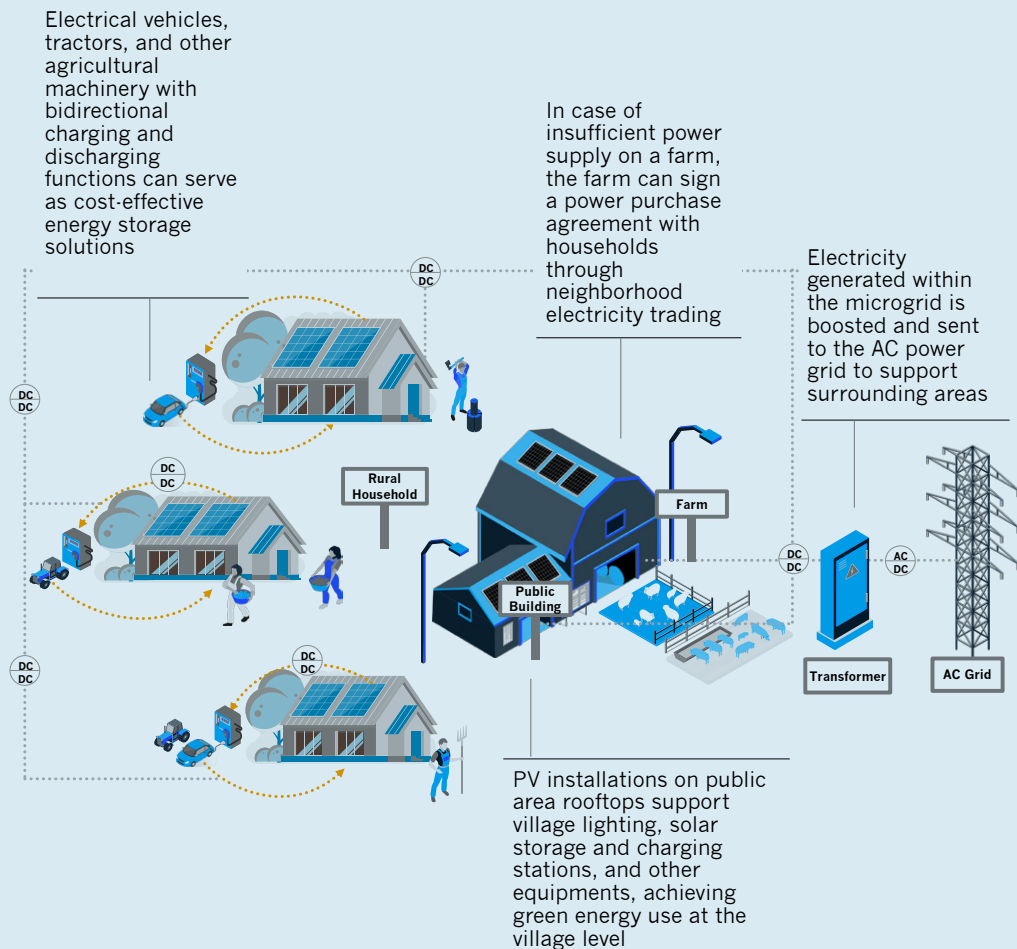 Electrical vehicles,
tractors, and other
agricultural
machinery with
bidirectional
charging and
discharging
functions can serve
as cost-effective
energy storage
solutions
In case of
insufficient power
supply on a farm,
the farm can sign
a power purchase
agreement with
households
through
neighborhood
electricity trading
Electricity
generated within
the microgrid is
boosted and sent
to the AC power
grid to support
surrounding areas
DC
DC
DC
DC
DC
DC
Rural
Household
Farm
DC
DC
AC
DC
Public
Building
DC
DC
DC
DC
Transformer
AC Grid
PV installations on public
area rooftops support
village lighting, solar
storage and charging
stations, and other
equipments, achieving
green energy use at the
village level